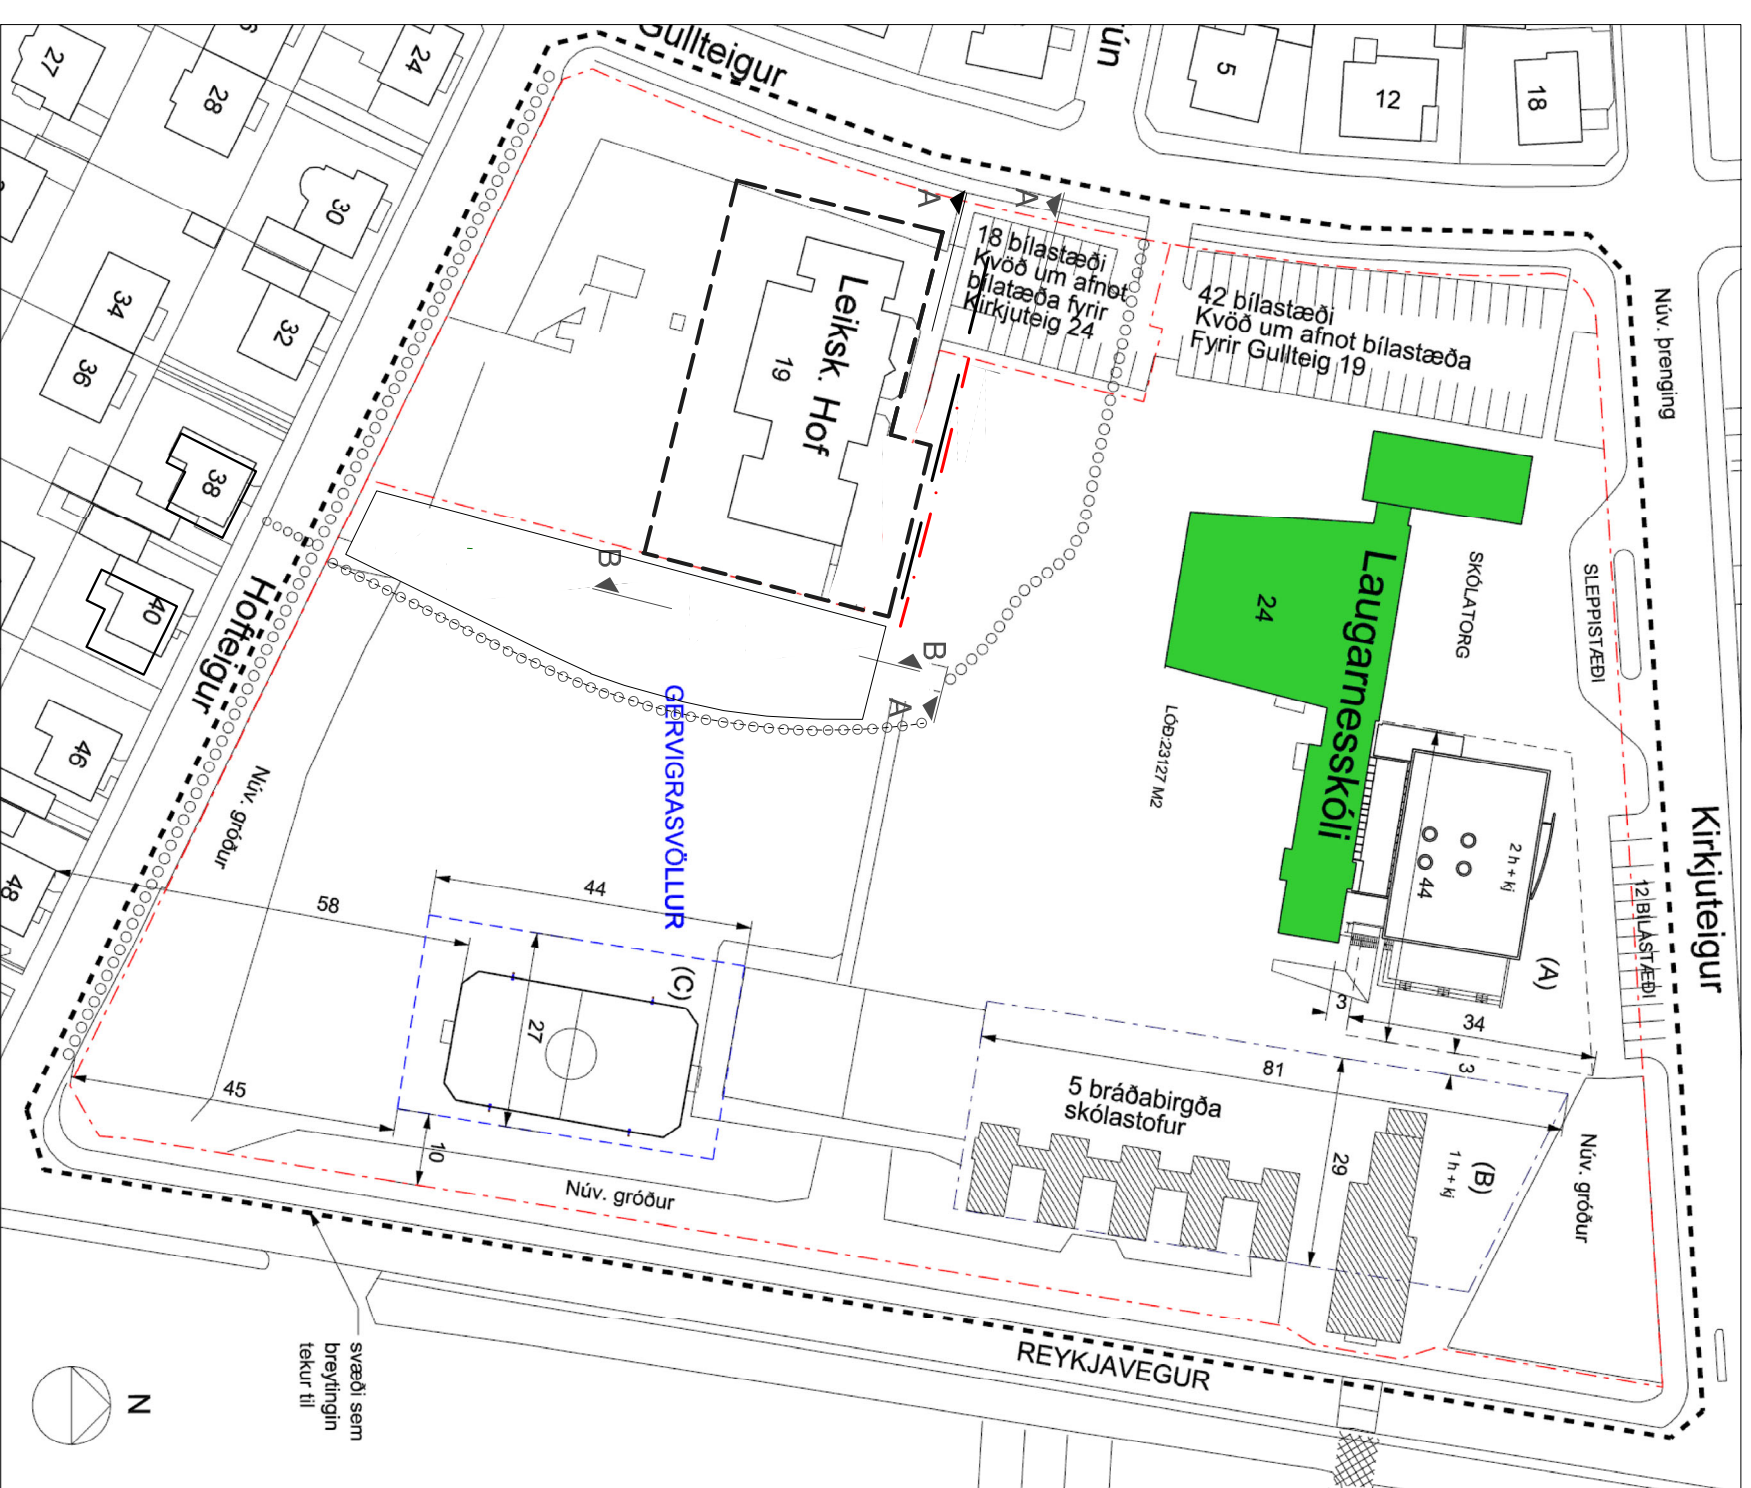 Gullteigur
ún
5
12
18
27
28
24
30
34
36
32
38
40
46
48
A
A
18 bílastæði
Kvöð um afnot
bílatæða fyrir
Kirkjuteig 24
42 bílastæði
Kvöð um afnot bílastæða
Fyrir Gullteig 19
Núv. þrenging
Leiksk. Hof
19
SKÓLATORG
SLEPPISTÆÐI
Laugarnesskóli
24
LÓÐ:23127 M2
B
B
A
Hofteigur
GERVIGRASVÖLLUR
Núv. gróður
2 h + kj
44
12 BÍLASTÆÐI
Kirkjuteigur
(A)
58
44
(C)
27
45
10
3
34
3
81
5 bráðabirgða
skólastofur
29
(B)
1 h + kj
Núv. gróður
Núv. gróður
REYKJAVEGUR
svæði sem
breytingin
tekur til
N